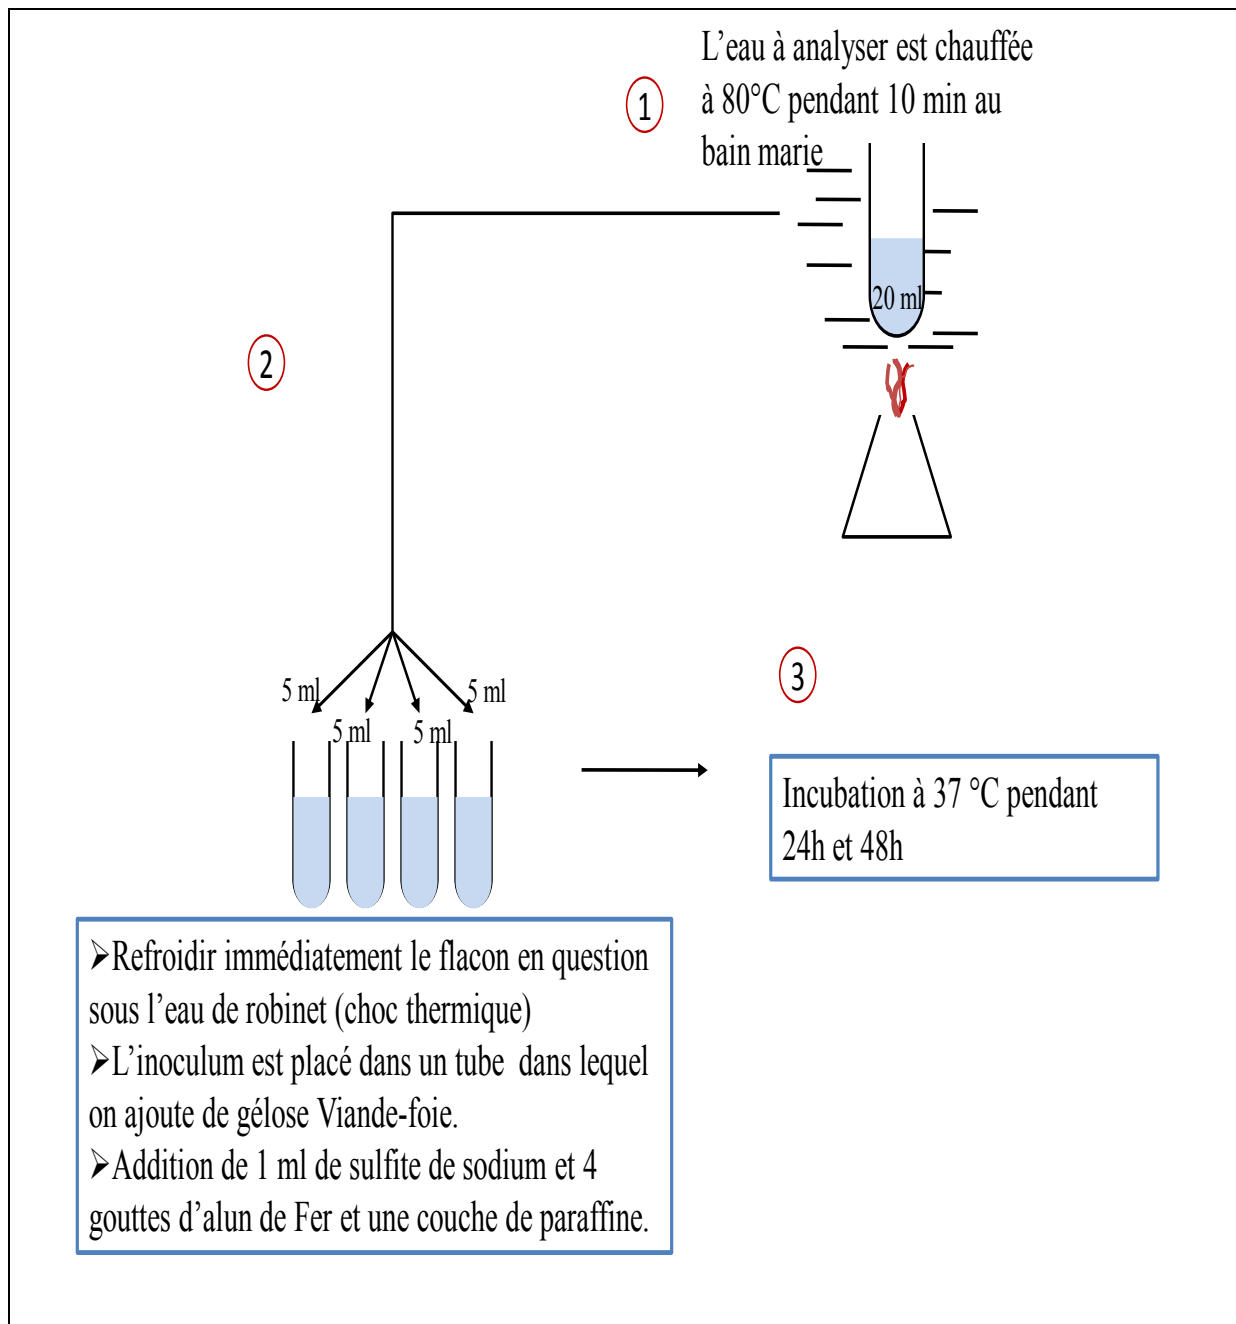 L’eau à analyser est chauffée
à 80°C pendant 10 min au
bain marie
1
20 ml
2
5 ml
5 ml
5 ml
5 ml
3
Incubation à 37 °C pendant
24h et 48h
➢Refroidir immédiatement le flacon en question
sous l’eau de robinet (choc thermique)
➢L’inoculum est placé dans un tube dans lequel
on ajoute de gélose Viande-foie.
➢Addition de 1 ml de sulfite de sodium et 4
gouttes d’alun de Fer et une couche de paraffine.